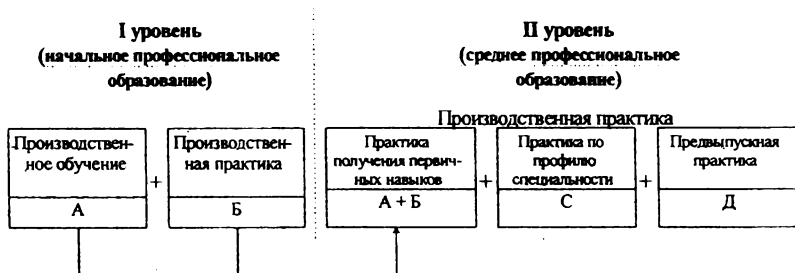 I уровень
(начальное профессиональное
образование)
II уровень
(среднее профессиональное
образование)
Производственная практика
Производствен-
ное обучение
А
+
Производствен-
ная практика
Б
Практика
получения первич-
ных навыков
А + Б
+
Практика по
профилю
специальности
С
+
Предвыпускная
практика
Д